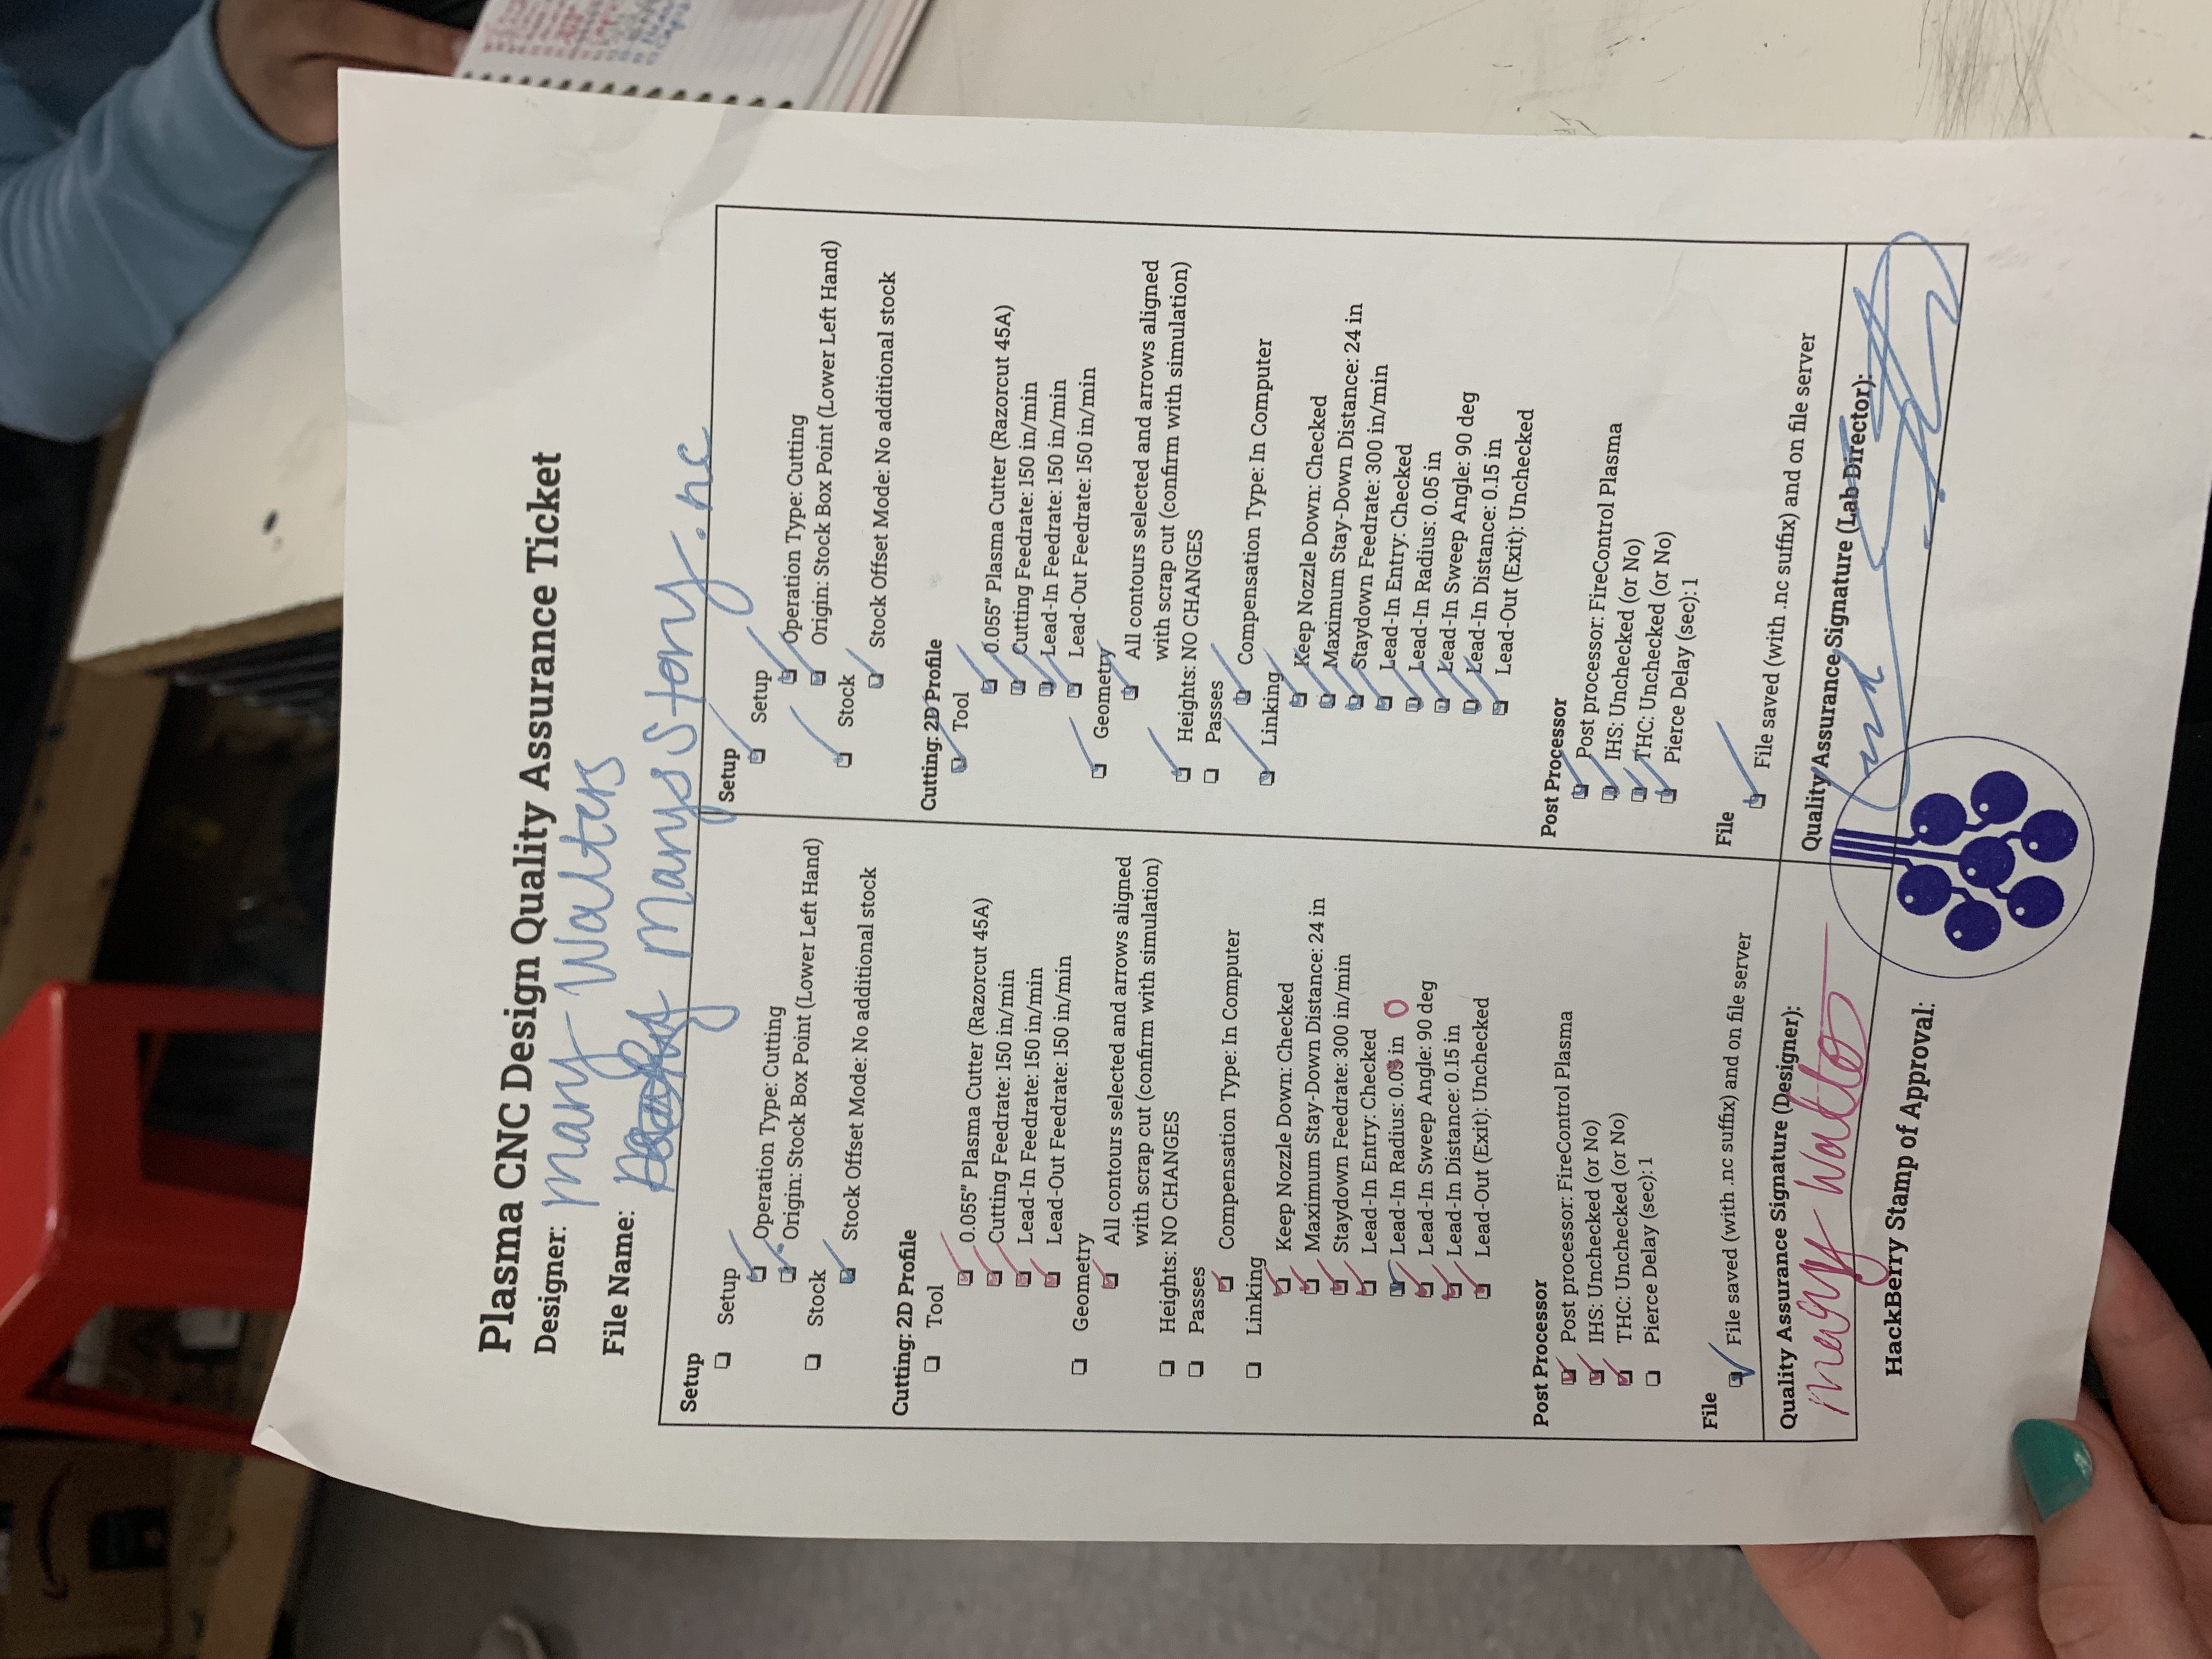 Plasma CNC Design Quality Assurance Ticket
Designer: Mary Walters
File Name: MarysStory.nc
Setup
Setup
Operation Type: Cutting
Origin: Stock Box Point (Lower Left Hand)
Stock
Stock Offset Mode: No additional stock
Cutting: 2D Profile
Tool
0.055" Plasma Cutter (Razorcut 45A)
Cutting Feedrate: 150 in/min
Lead-In Feedrate: 150 in/min
Lead-Out Feedrate: 150 in/min
Geometry
All contours selected and arrows aligned
with scrap cut (confirm with simulation)
Heights: NO CHANGES
Passes
Compensation Type: In Computer
Linking
Keep Nozzle Down: Checked
Maximum Stay-Down Distance: 24 in
Staydown Feedrate: 300 in/min
Lead-In Entry: Checked
Lead-In Radius: 0.05 in 0
Lead-In Sweep Angle: 90 deg
Lead-In Distance: 0.15 in
Lead-Out (Exit): Unchecked
Post Processor
Post processor: FireControl Plasma
IHS: Unchecked (or No)
THC: Unchecked (or No)
Pierce Delay (sec): 1
File
File saved (with .nc suffix) and on file server
Quality Assurance Signature (Designer):
Mary Walters
Setup
Setup
Operation Type: Cutting
Origin: Stock Box Point (Lower Left Hand)
Stock
Stock Offset Mode: No additional stock
Cutting: 2D Profile
Tool
0.055" Plasma Cutter (Razorcut 45A)
Cutting Feedrate: 150 in/min
Lead-In Feedrate: 150 in/min
Lead-Out Feedrate: 150 in/min
Geometry
All contours selected and arrows aligned
with scrap cut (confirm with simulation)
Heights: NO CHANGES
Passes
Compensation Type: In Computer
Linking
Keep Nozzle Down: Checked
Maximum Stay-Down Distance: 24 in
Staydown Feedrate: 300 in/min
Lead-In Entry: Checked
Lead-In Radius: 0.05 in
Lead-In Sweep Angle: 90 deg
Lead-In Distance: 0.15 in
Lead-Out (Exit): Unchecked
Post Processor
Post processor: FireControl Plasma
IHS: Unchecked (or No)
THC: Unchecked (or No)
Pierce Delay (sec): 1
File
File saved (with .nc suffix) and on file server
Quality Assurance Signature (Lab Director):
HackBerry Stamp of Approval: